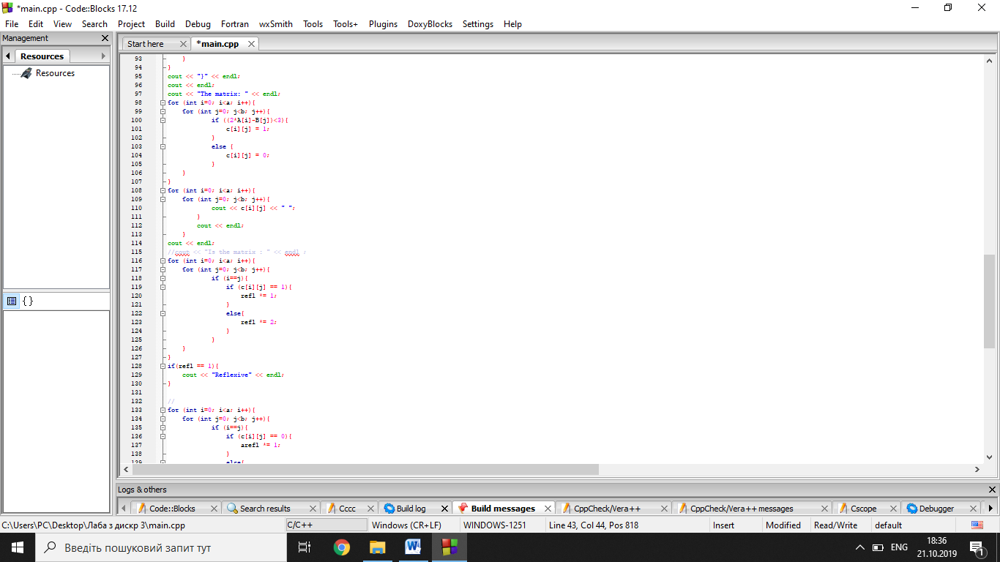 *main.cpp - Code::Blocks 17.12
File Edit View Search Project Build Debug Fortran wxSmith Tools Tools+ Plugins DoxyBlocks Settings Help
Management
Start here *main.cpp
Resources
Resources
93 }
94 }
95 cout << "}" << endl;
96 cout << endl;
97 cout << "The matrix: " << endl;
98 for (int i=0; i<a; i++){
99 for (int j=0; j<b; j++){
100 if ((2*A[i]-B[j])<3){
101 c[i][j] = 1;
102 }
103 else {
104 c[i][j] = 0;
105 }
106 }
107 }
108 for (int i=0; i<a; i++){
109 for (int j=0; j<b; j++){
110 cout << c[i][j] << " ";
111 }
112 cout << endl;
113 }
114 cout << endl;
115 //cout << "Is the matrix : " << endl ;
116 for (int i=0; i<a; i++){
117 for (int j=0; j<b; j++){
118 if (i==j){
119 if (c[i][j] == 1){
120 refl *= 1;
121 }
122 else{
123 refl *= 2;
124 }
125 }
126 }
127 }
128 if(refl == 1){
129 cout << "Reflexive" << endl;
130 }
131
132 //
133 for (int i=0; i<a; i++){
134 for (int j=0; j<b; j++){
135 if (i==j){
136 if (c[i][j] == 0){
137 arefl *= 1;
138 }
139 else{
{}
Logs & others
Code::Blocks Search results Cccc Build log Build messages CppCheck/Vera++ CppCheck/Vera++ messages Cscope Debugger
C:\Users\PC\Desktop\Лаба з дискр 3\main.cpp C/C++ Windows (CR+LF) WINDOWS-1251 Line 43, Col 44, Pos 818 Insert Modified Read/Write default
Введіть пошуковий запит тут
ENG
18:36
21.10.2019
1